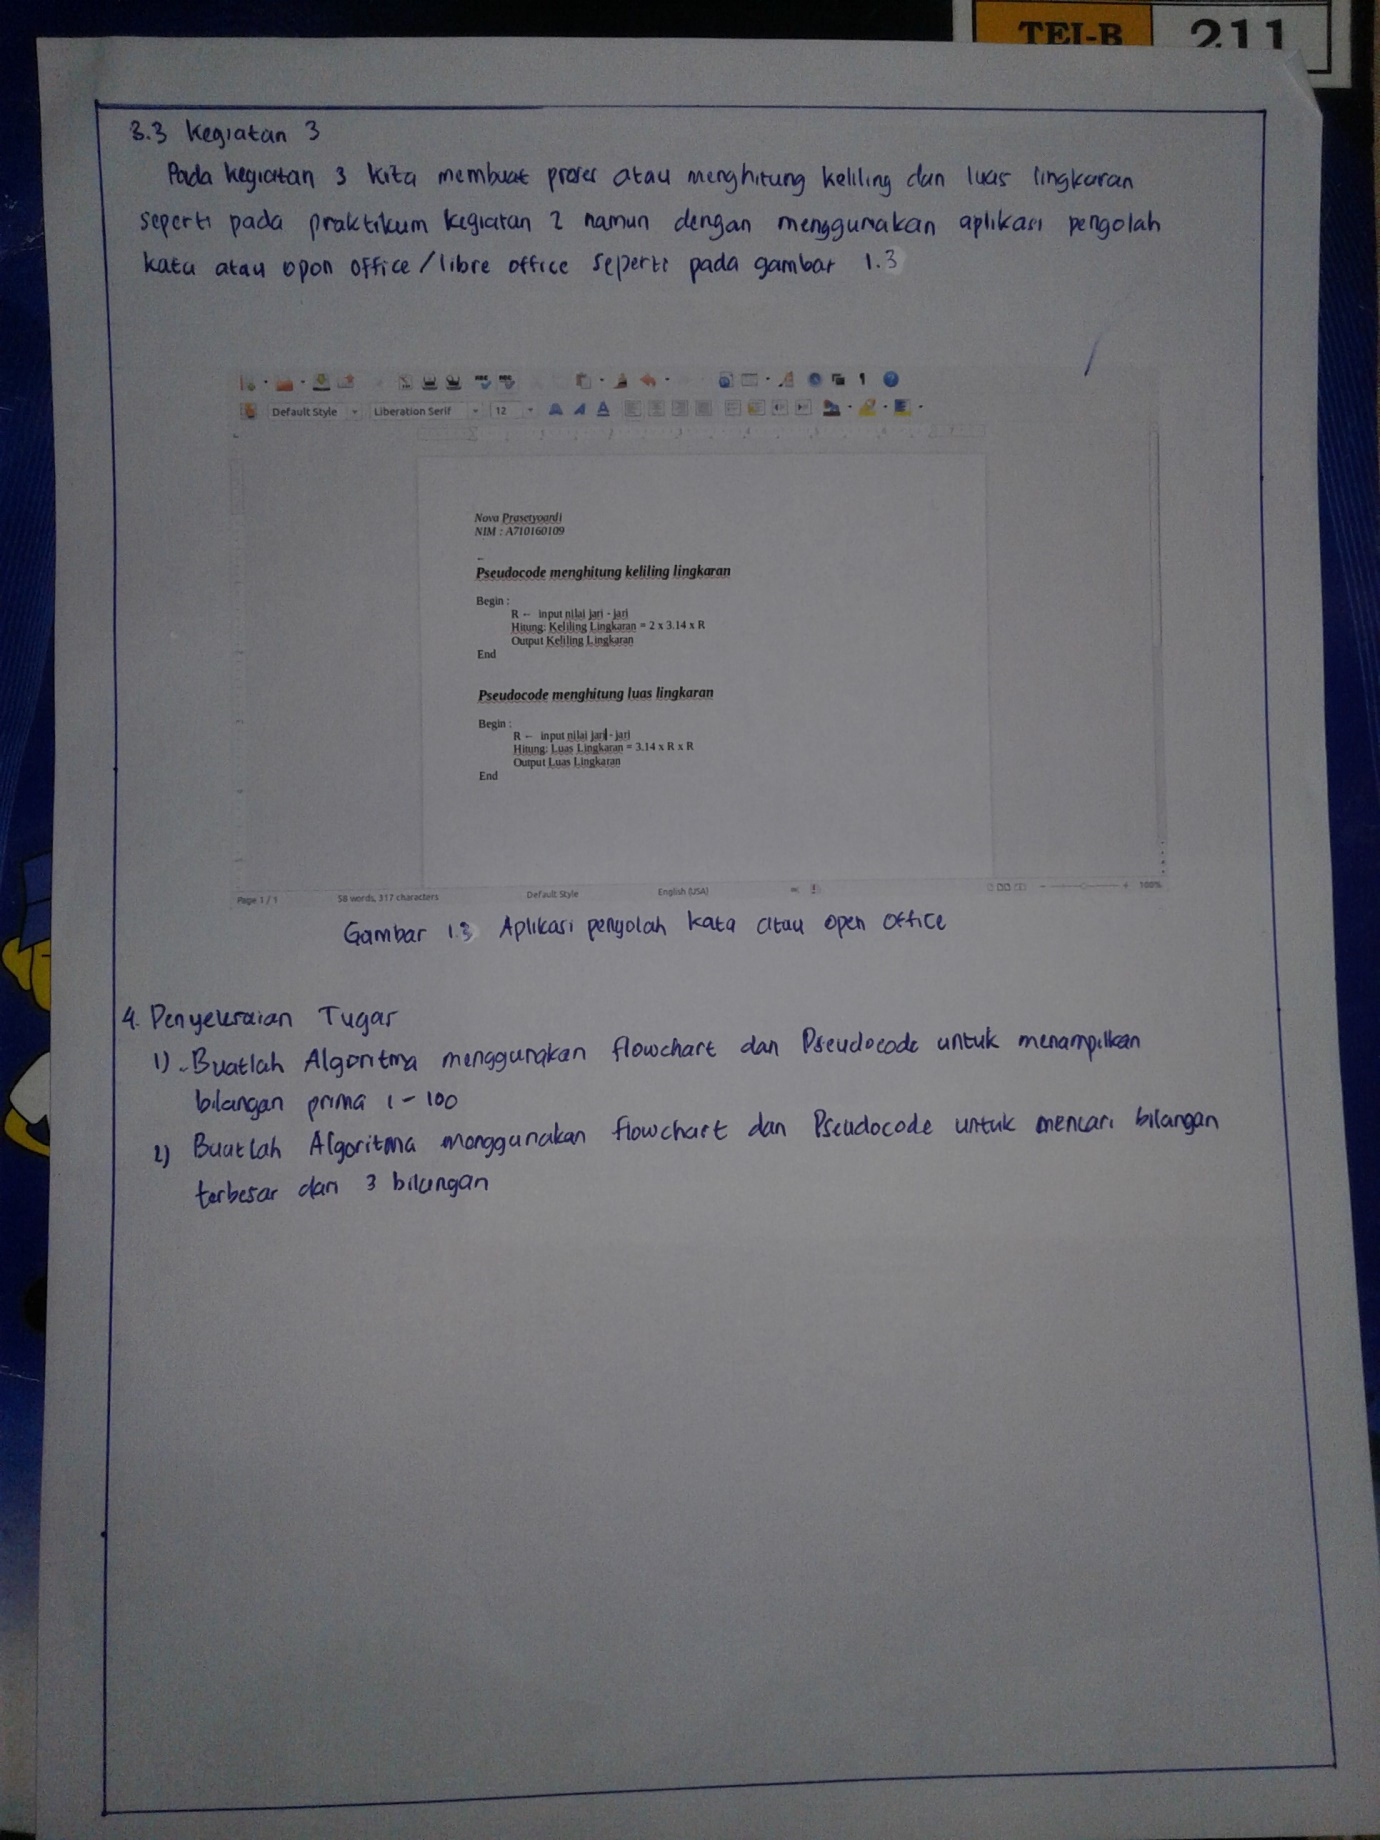 TEI-B 211
3.3 Kegiatan 3
Pada kegiatan 3 kita membuat proses atau menghitung keliling dan luas lingkaran
seperti pada praktikum kegiatan 2 namun dengan menggunakan aplikasi pengolah
kata atau opon office / libre office seperti pada gambar 1.3
Default Style Liberation Serif 12
Nova Prasetyoardi
NIM : A710160109
Pseudocode menghitung keliling lingkaran
Begin :
R ← input nilai jari - jari
Hitung: Keliling Lingkaran = 2 x 3.14 x R
Output Keliling Lingkaran
End
Pseudocode menghitung luas lingkaran
Begin :
R ← input nilai jari - jari
Hitung: Luas Lingkaran = 3.14 x R x R
Output Luas Lingkaran
End
Page 1 / 1 58 words, 317 characters Default Style English (USA) 100%
Gambar 1.3 Aplikasi pengolah kata atau open office
4. Penyelesaian Tugas
1) Buatlah Algoritma menggunakan flowchart dan Pseudocode untuk menampilkan
bilangan prima 1 - 100
2) Buatlah Algoritma menggunakan flowchart dan Pseudocode untuk mencari bilangan
terbesar dan 3 bilangan